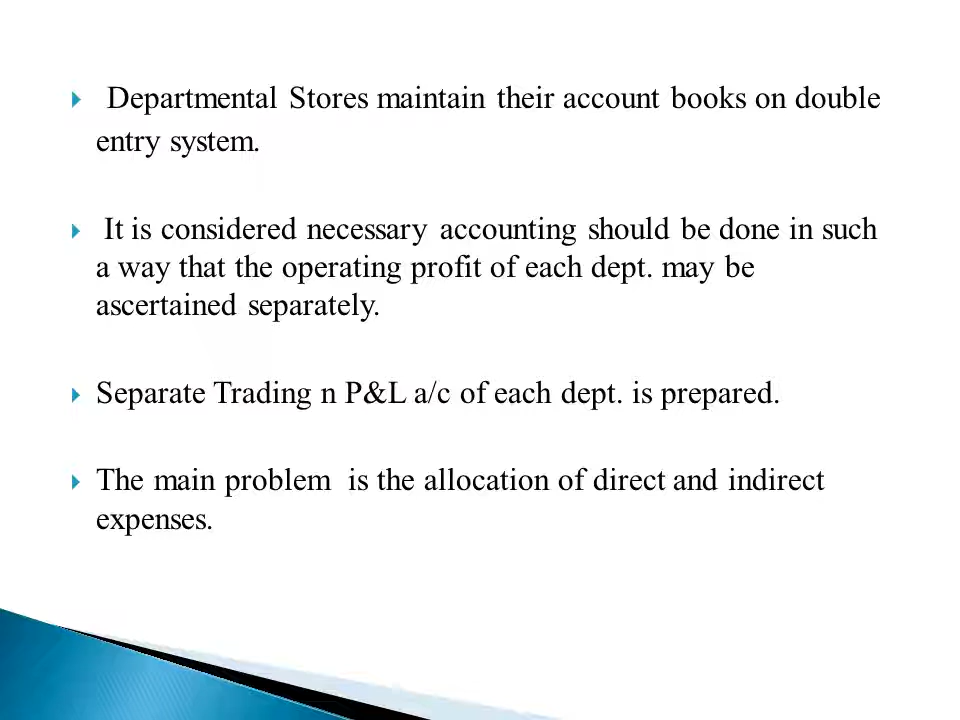 Departmental Stores maintain their account books on double
entry system.
It is considered necessary accounting should be done in such
a way that the operating profit of each dept. may be
ascertained separately.
Separate Trading n P&L a/c of each dept. is prepared.
The main problem is the allocation of direct and indirect
expenses.